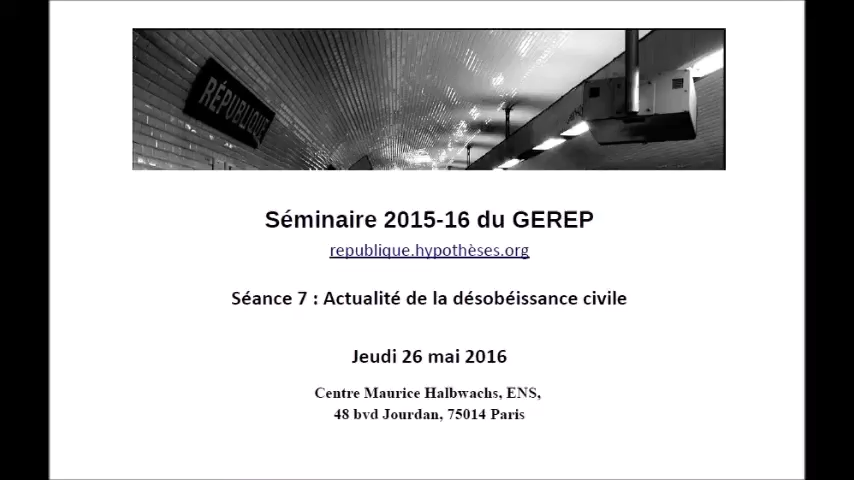 RÉPUBLIQUE
Séminaire 2015-16 du GEREP
republique.hypothèses.org
Séance 7 : Actualité de la désobéissance civile
Jeudi 26 mai 2016
Centre Maurice Halbwachs, ENS,
48 bvd Jourdan, 75014 Paris